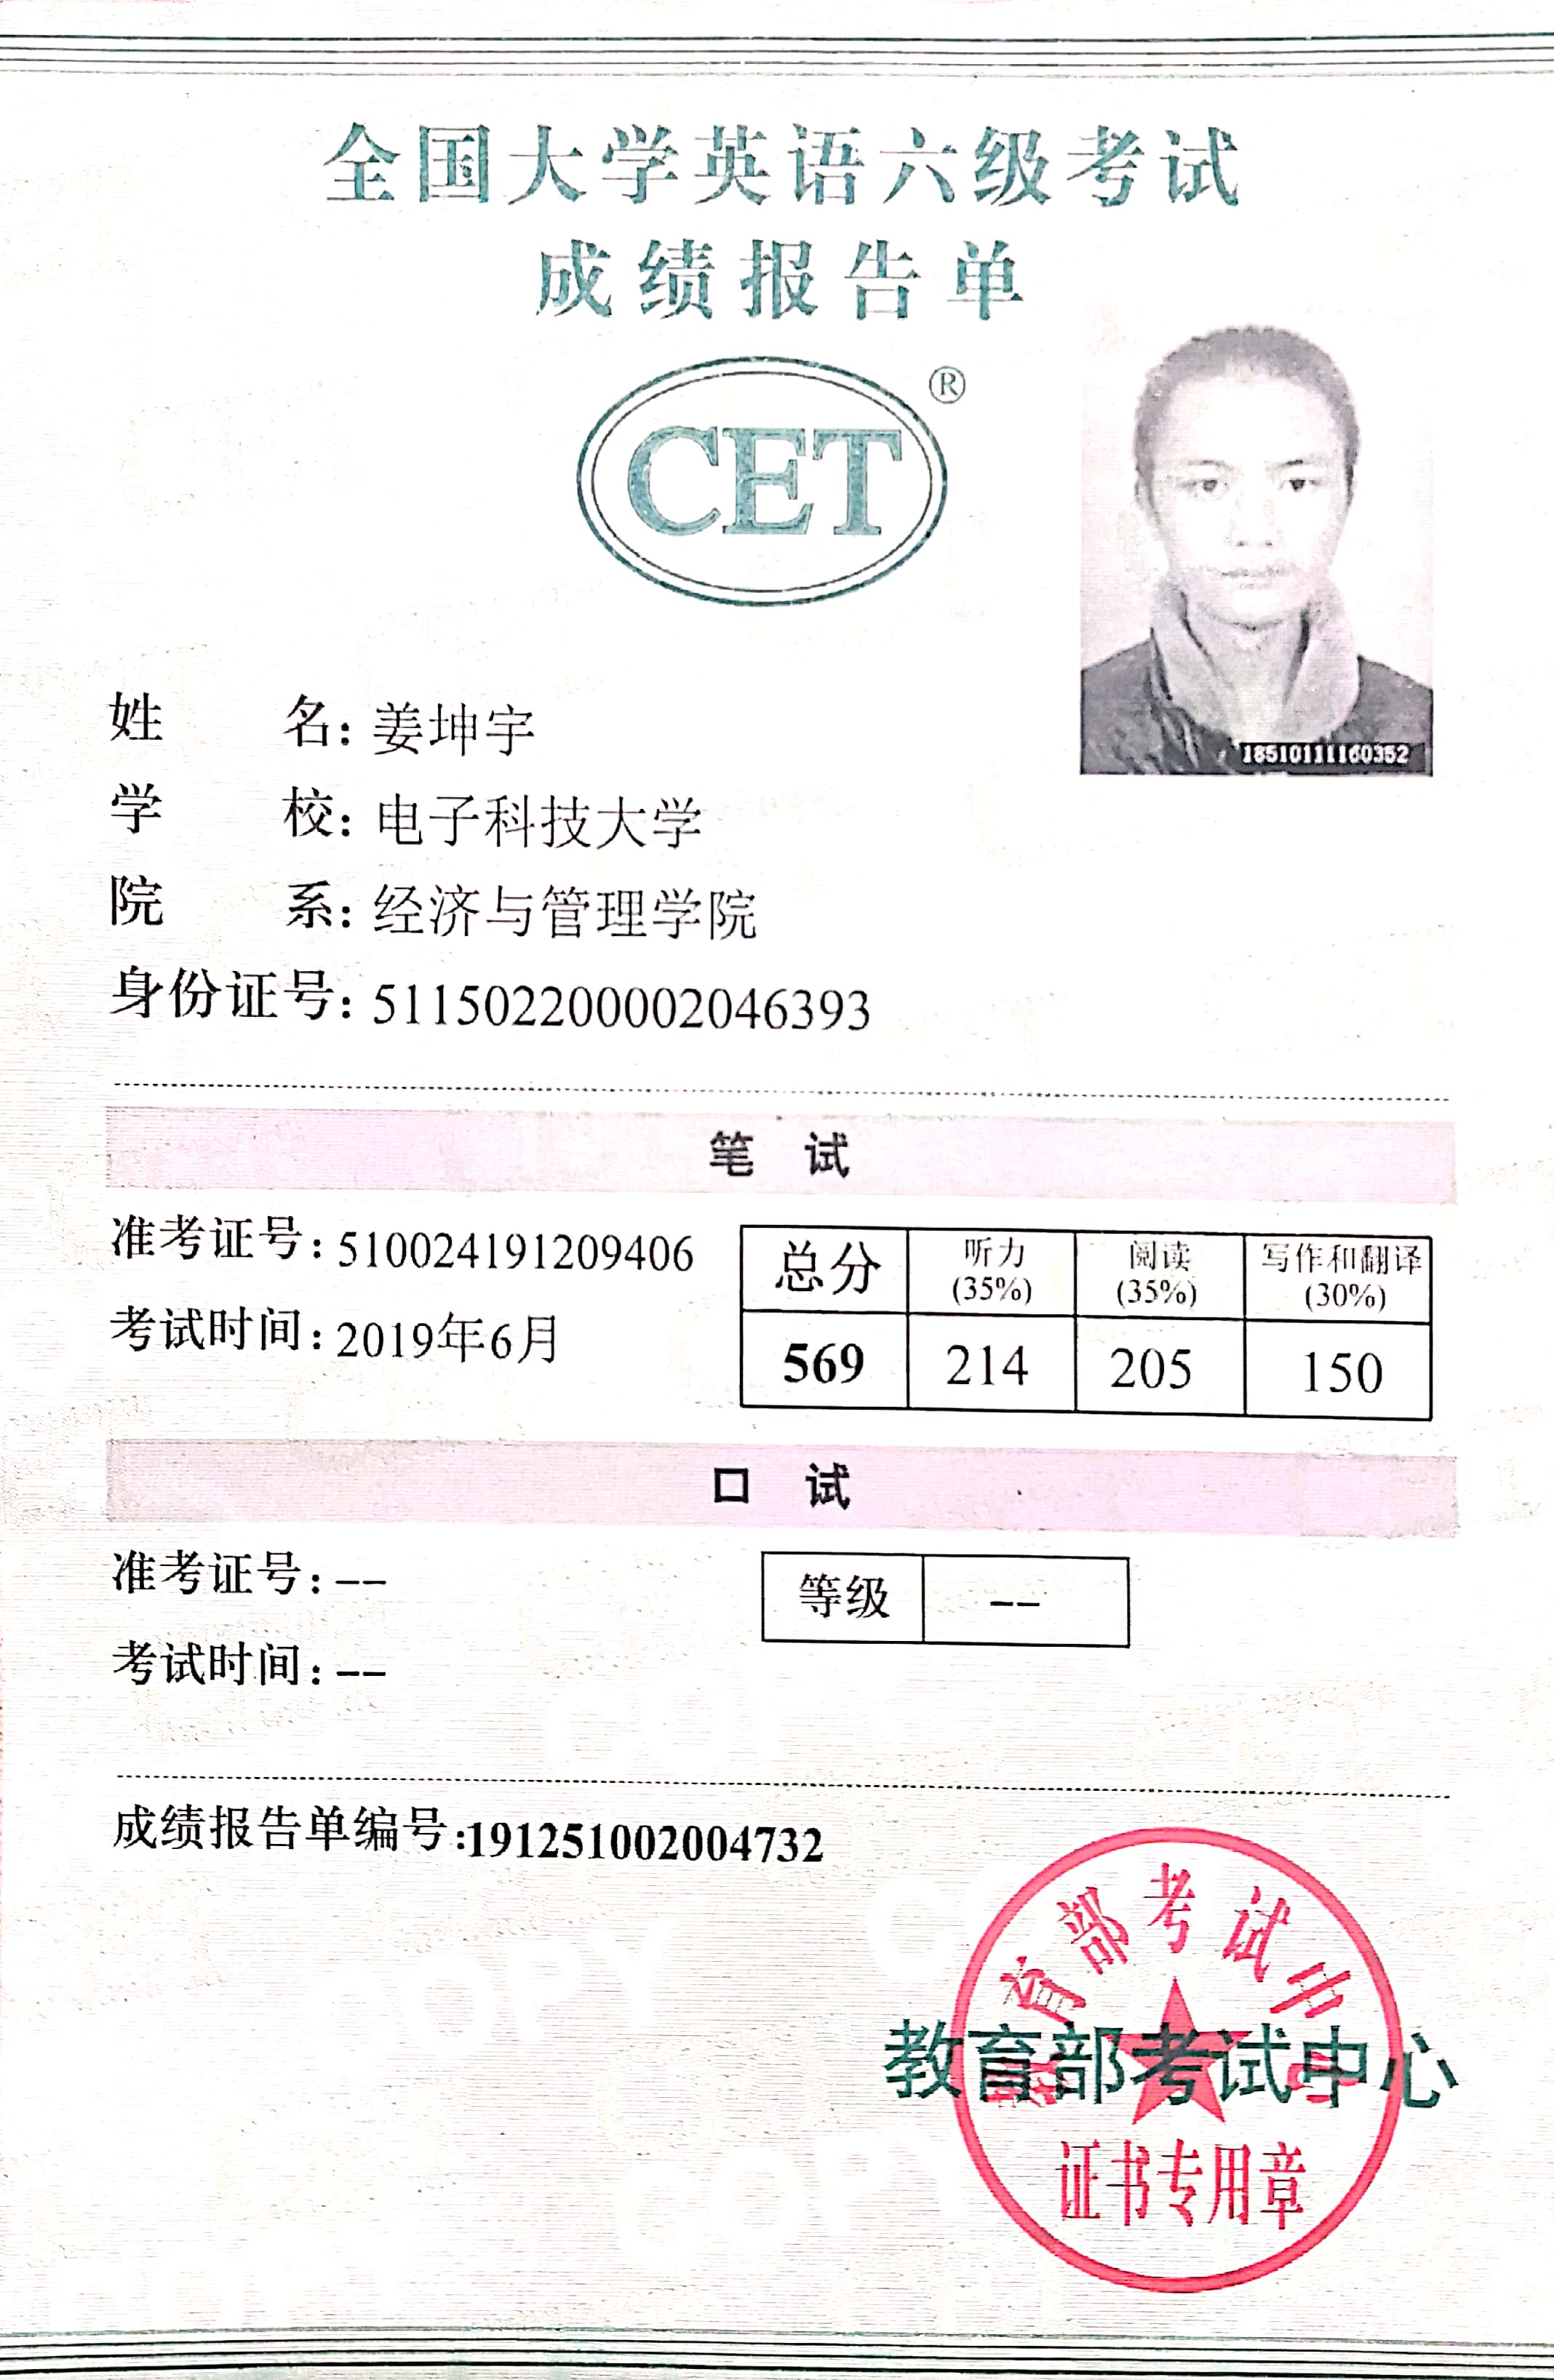 全国大学英语六级考试
成绩报告单
CET ®
18510111160352
姓 名：姜坤宇
学 校：电子科技大学
院 系：经济与管理学院
身份证号：511502200002046393
笔 试
准考证号：510024191209406
考试时间：2019年6月
总分 听力(35%) 阅读(35%) 写作和翻译(30%)
569 214 205 150
口 试
准考证号：--
考试时间：--
等级 --
成绩报告单编号:191251002004732
教育部考试中心
教育部考试中心
证书专用章